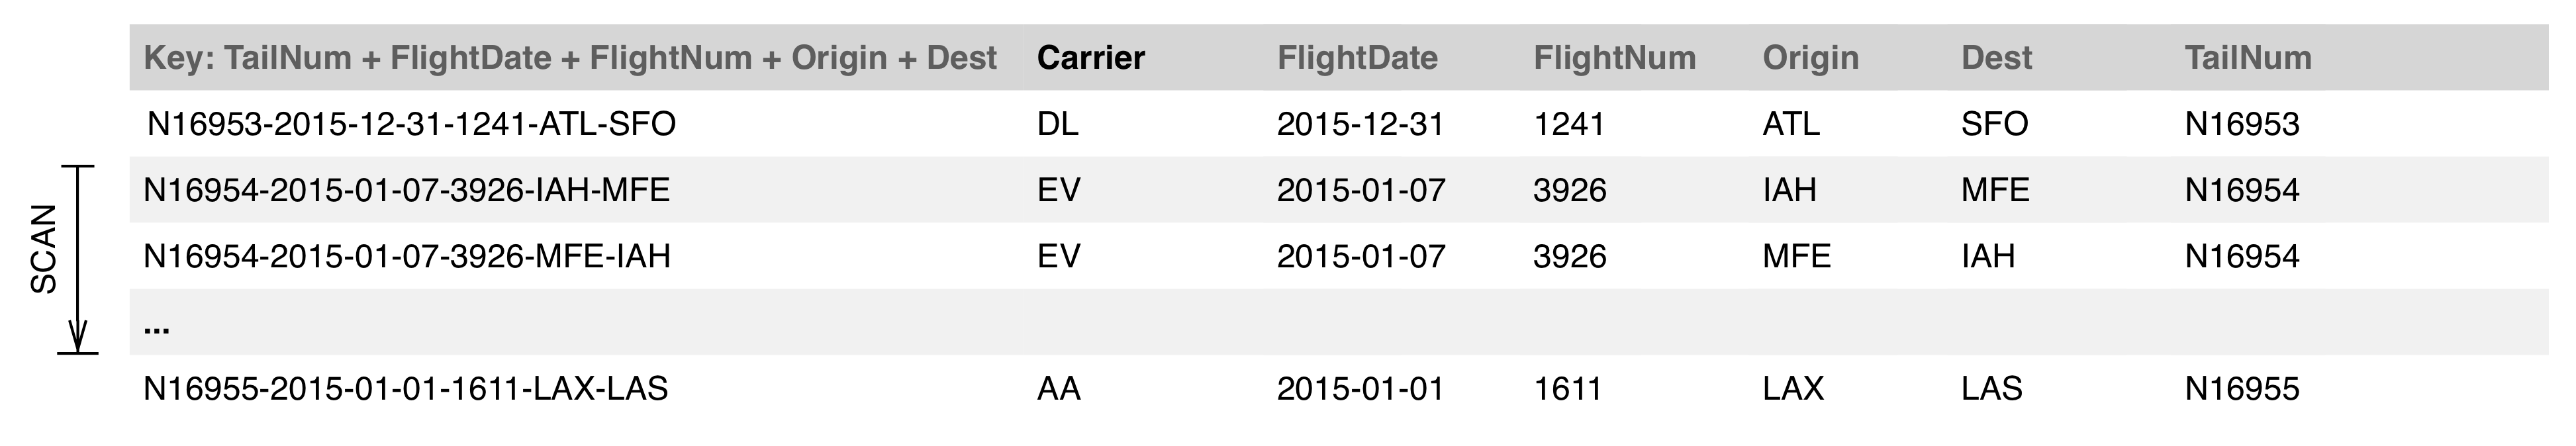 Key: TailNum + FlightDate + FlightNum + Origin + Dest Carrier FlightDate FlightNum Origin Dest TailNum
N16953-2015-12-31-1241-ATL-SFO DL 2015-12-31 1241 ATL SFO N16953
SCAN
N16954-2015-01-07-3926-IAH-MFE EV 2015-01-07 3926 IAH MFE N16954
N16954-2015-01-07-3926-MFE-IAH EV 2015-01-07 3926 MFE IAH N16954
...
N16955-2015-01-01-1611-LAX-LAS AA 2015-01-01 1611 LAX LAS N16955